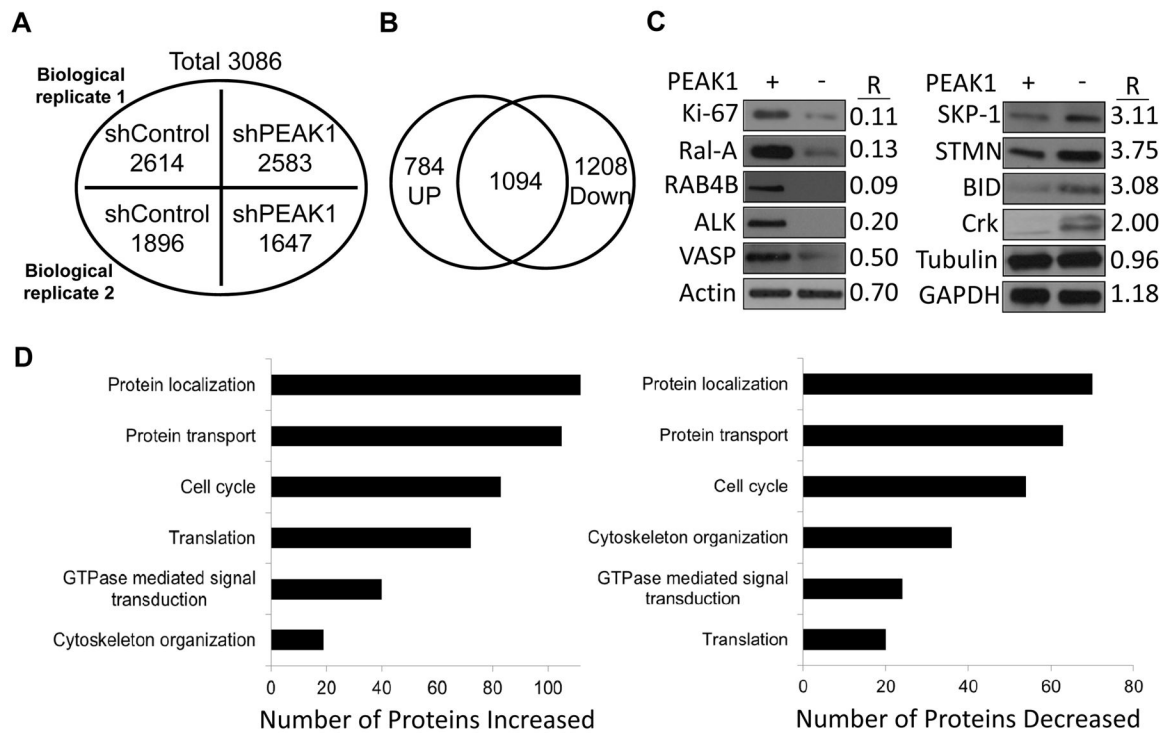 A
Total 3086
Biological
replicate 1
shControl
2614
shPEAK1
2583
shControl
1896
shPEAK1
1647
Biological
replicate 2
B
784
UP
1094
1208
Down
C
PEAK1 + - R
Ki-67 0.11
Ral-A 0.13
RAB4B 0.09
ALK 0.20
VASP 0.50
Actin 0.70
PEAK1 + - R
SKP-1 3.11
STMN 3.75
BID 3.08
Crk 2.00
Tubulin 0.96
GAPDH 1.18
D
Protein localization
Protein transport
Cell cycle
Translation
GTPase mediated signal
transduction
Cytoskeleton organization
0 20 40 60 80 100
Number of Proteins Increased
Protein localization
Protein transport
Cell cycle
Cytoskeleton organization
GTPase mediated signal
transduction
Translation
0 20 40 60 80
Number of Proteins Decreased